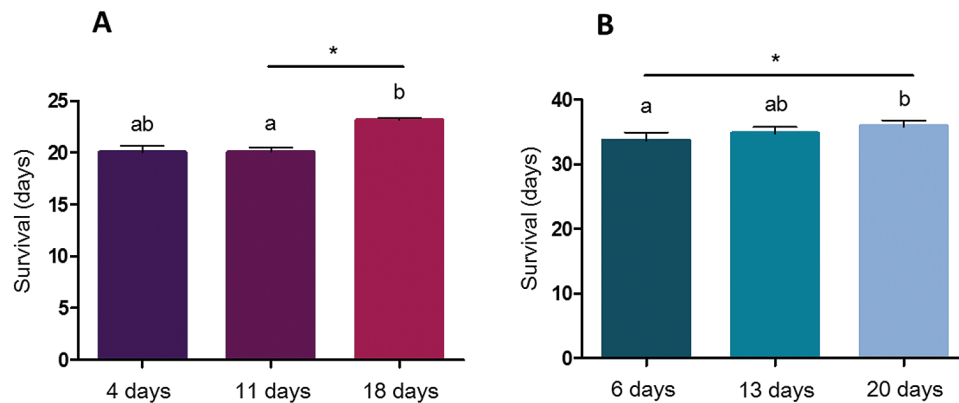 A
*
25
20
15
10
5
0
Survival (days)
ab
a
b
4 days
11 days
18 days
B
*
40
30
20
10
0
Survival (days)
a
ab
b
6 days
13 days
20 days